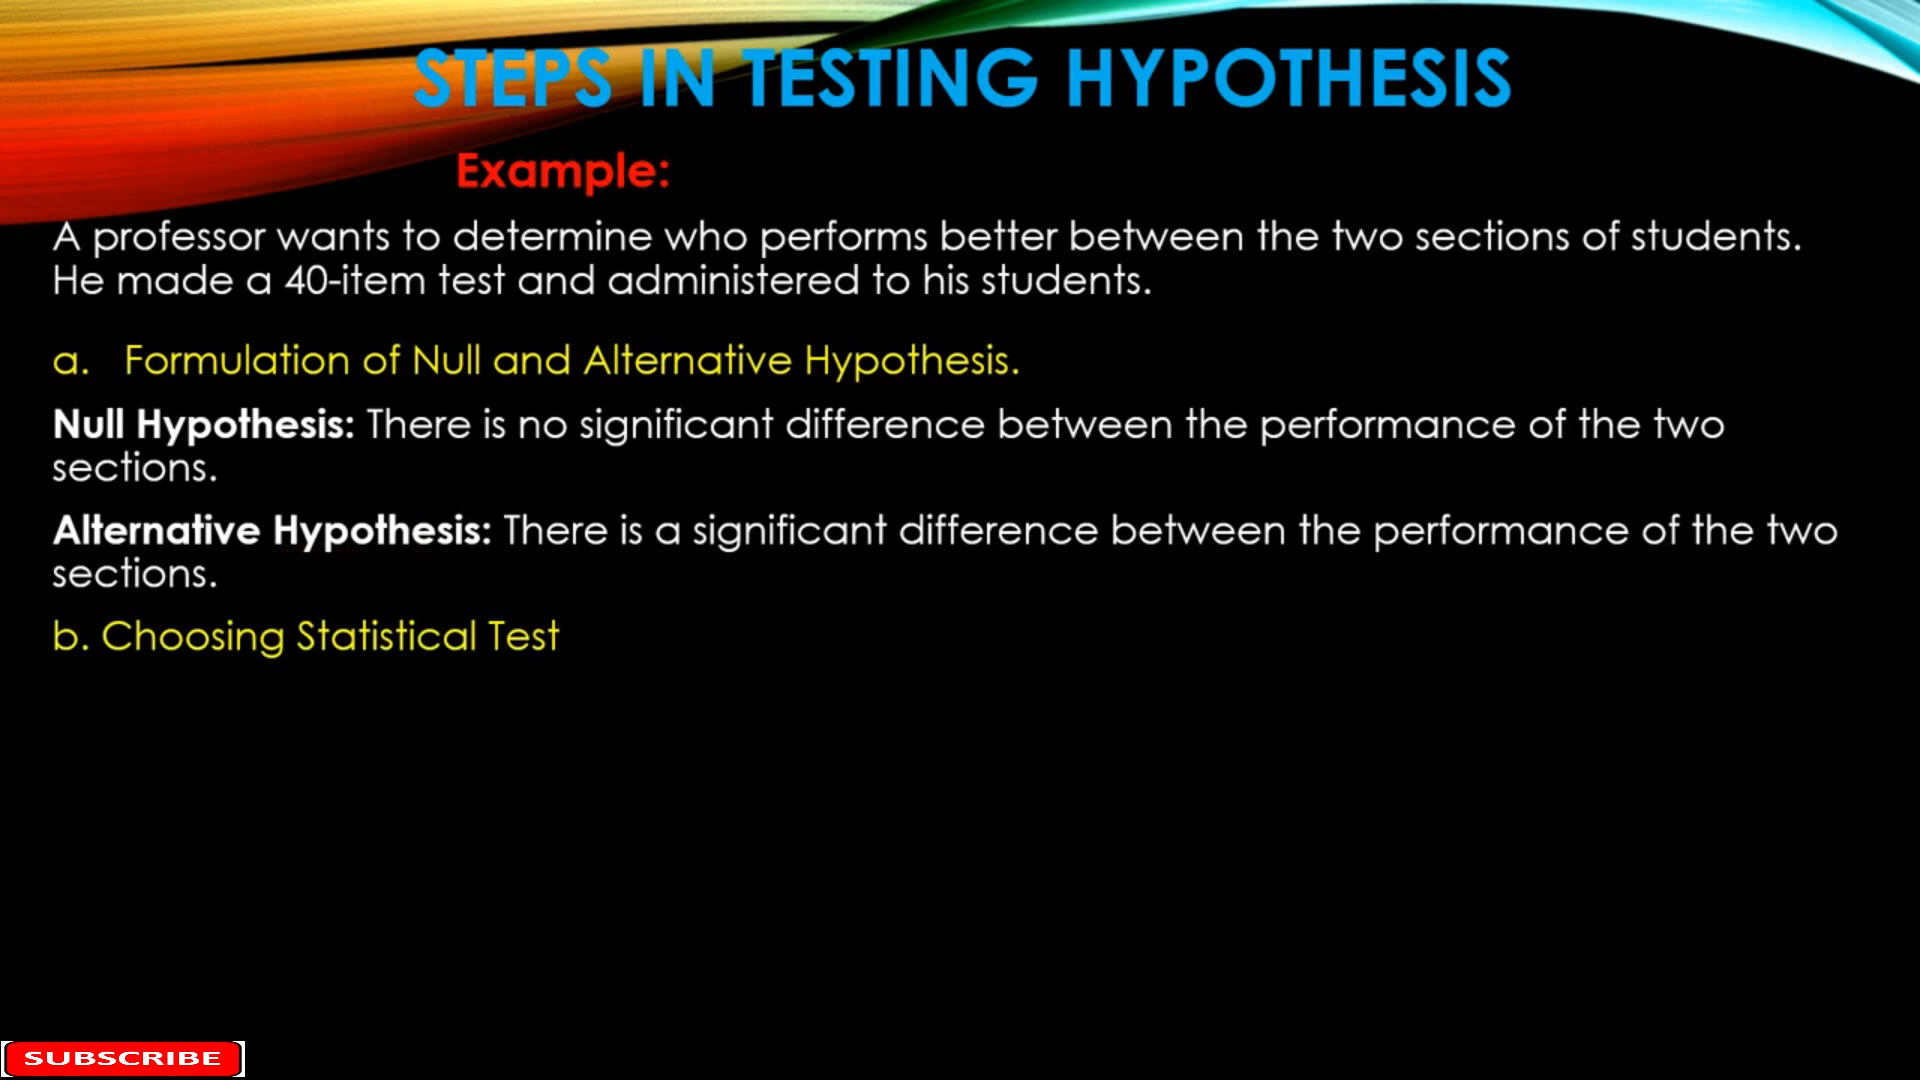 STEPS IN TESTING HYPOTHESIS
Example:
A professor wants to determine who performs better between the two sections of students.
He made a 40-item test and administered to his students.
a. Formulation of Null and Alternative Hypothesis.
Null Hypothesis: There is no significant difference between the performance of the two
sections.
Alternative Hypothesis: There is a significant difference between the performance of the two
sections.
b. Choosing Statistical Test
SUBSCRIBE